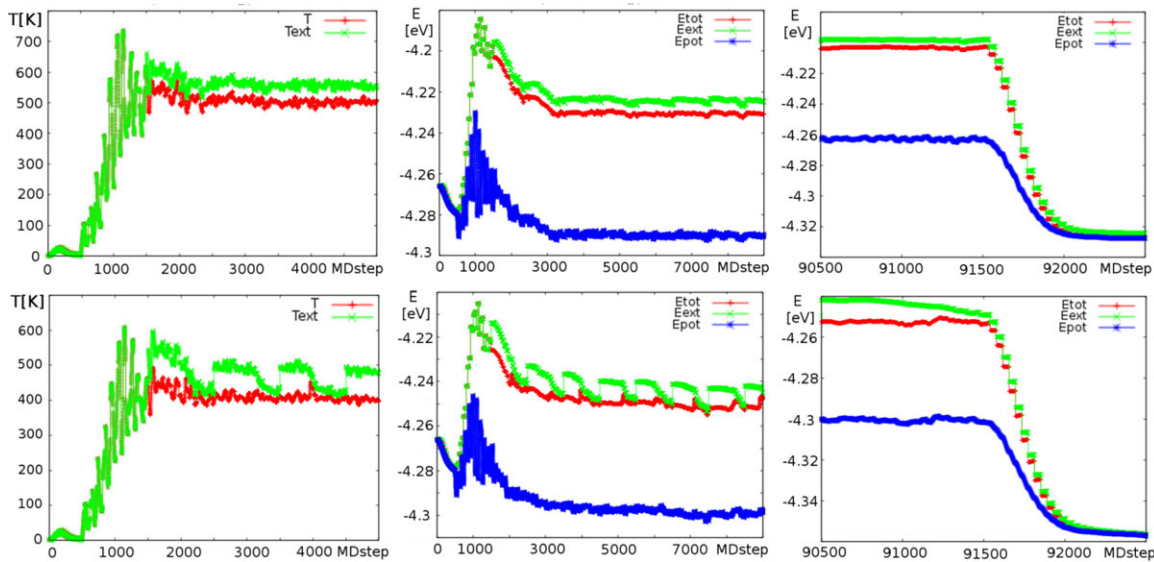 T[K]
T
Text
700
600
500
400
300
200
100
0
0 1000 2000 3000 4000 MDstep
E
[eV]
Etot
Eext
Epot
-4.2
-4.22
-4.24
-4.26
-4.28
-4.3
0 1000 3000 5000 7000 MDstep
E
[eV]
Etot
Eext
Epot
-4.22
-4.24
-4.26
-4.28
-4.3
-4.32
90500 91000 91500 92000 MDstep
T[K]
T
Text
600
500
400
300
200
100
0
0 1000 2000 3000 4000 MDstep
E
[eV]
Etot
Eext
Epot
-4.22
-4.24
-4.26
-4.28
-4.3
0 1000 3000 5000 7000 MDstep
E
[eV]
Etot
Eext
Epot
-4.26
-4.28
-4.3
-4.32
-4.34
90500 91000 91500 92000 MDstep